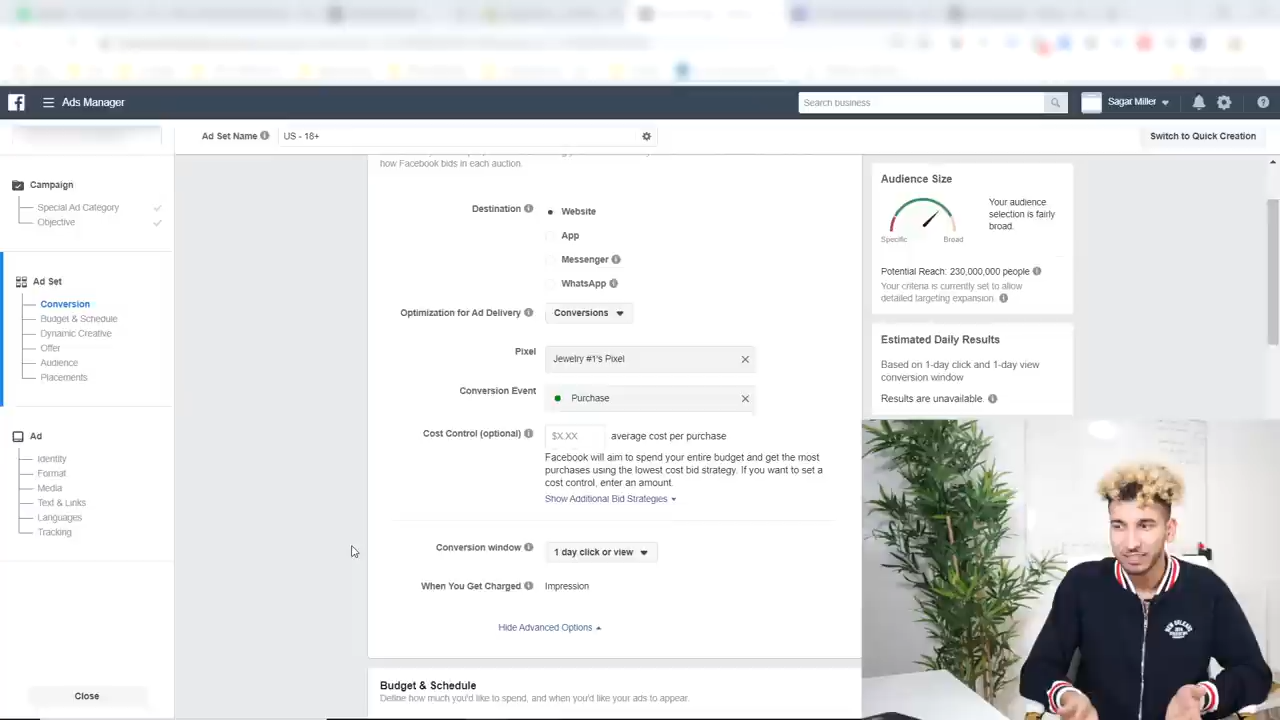 Ads Manager
Search business
Sagar Miller
Ad Set Name
US - 18+
Switch to Quick Creation
Campaign
Special Ad Category
Objective
Ad Set
Conversion
Budget & Schedule
Dynamic Creative
Offer
Audience
Placements
Ad
Identity
Format
Media
Text & Links
Languages
Tracking
Close
how Facebook bids in each auction.
Destination
Website
App
Messenger
WhatsApp
Optimization for Ad Delivery
Conversions
Pixel
Jewelry #1's Pixel
Conversion Event
Purchase
Cost Control (optional)
$X.XX
average cost per purchase
Facebook will aim to spend your entire budget and get the most
purchases using the lowest cost bid strategy. If you want to set a
cost control, enter an amount.
Show Additional Bid Strategies
Conversion window
1 day click or view
When You Get Charged
Impression
Hide Advanced Options
Budget & Schedule
Define how much you'd like to spend, and when you'd like your ads to appear.
Audience Size
Your audience
selection is fairly
broad.
Specific
Broad
Potential Reach: 230,000,000 people
Your criteria is currently set to allow
detailed targeting expansion.
Estimated Daily Results
Based on 1-day click and 1-day view
conversion window
Results are unavailable.
NEW ORLEANS